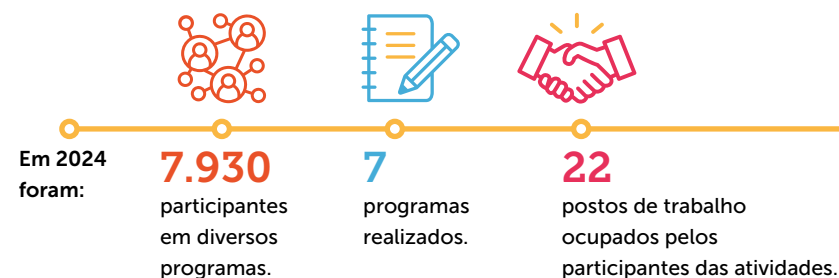 Em 2024
foram:
7.930
participantes
em diversos
programas.
7
programas
realizados.
22
postos de trabalho
ocupados pelos
participantes das atividades.